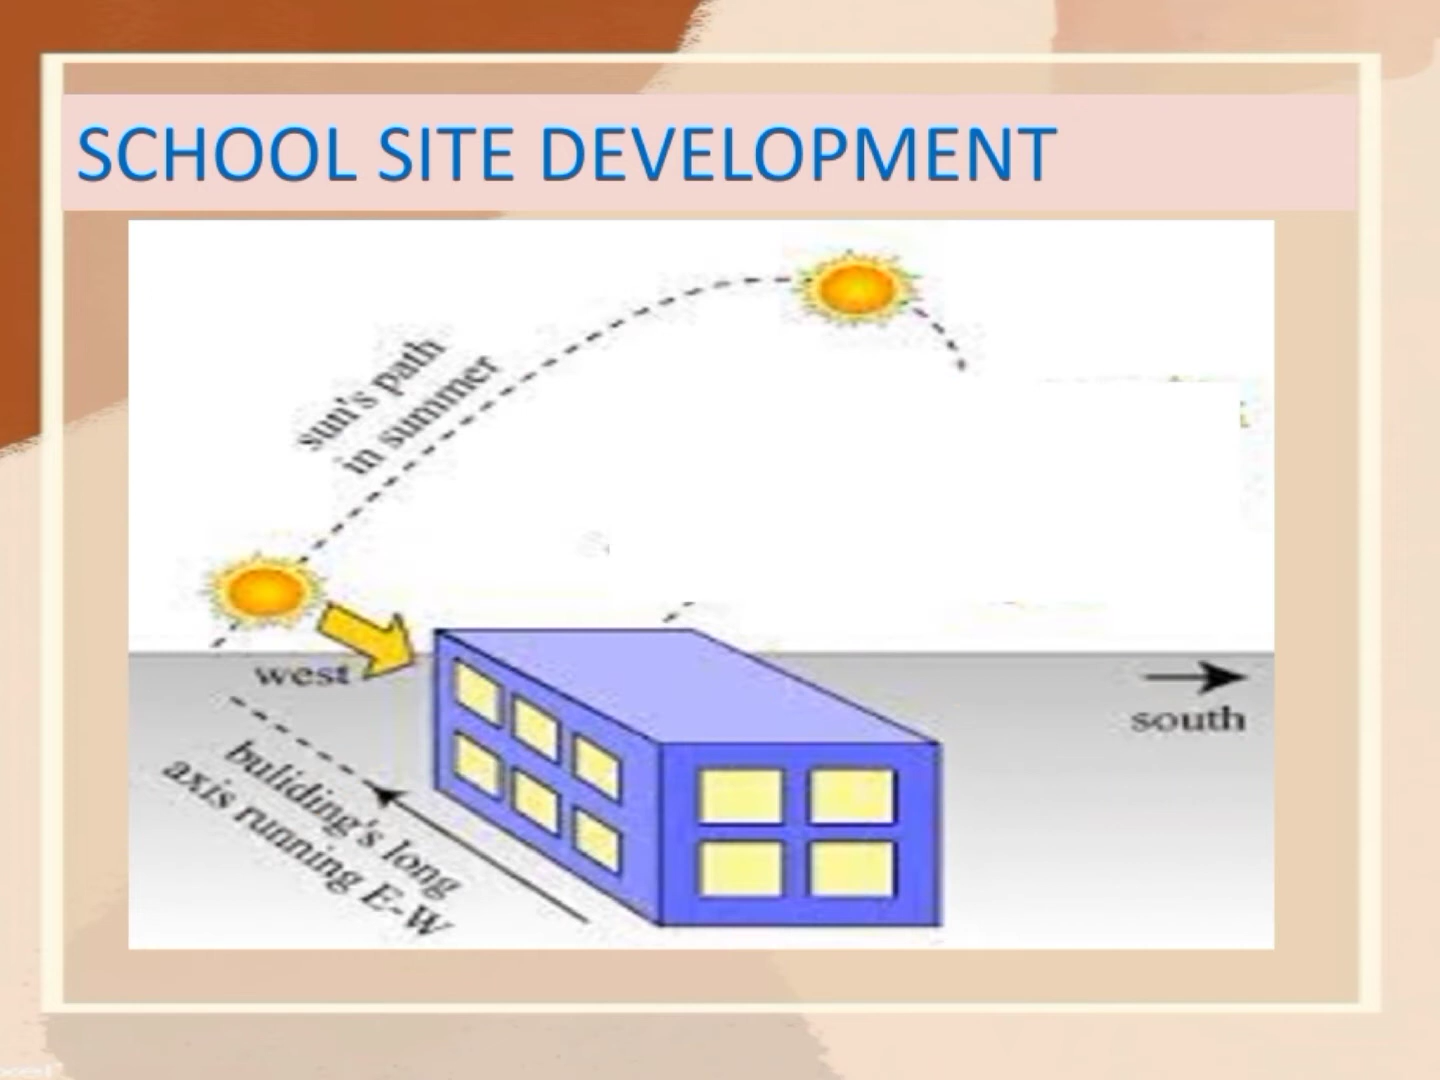 SCHOOL SITE DEVELOPMENT
sun's path
in summer
west
south
buliding's long
axis running E-W